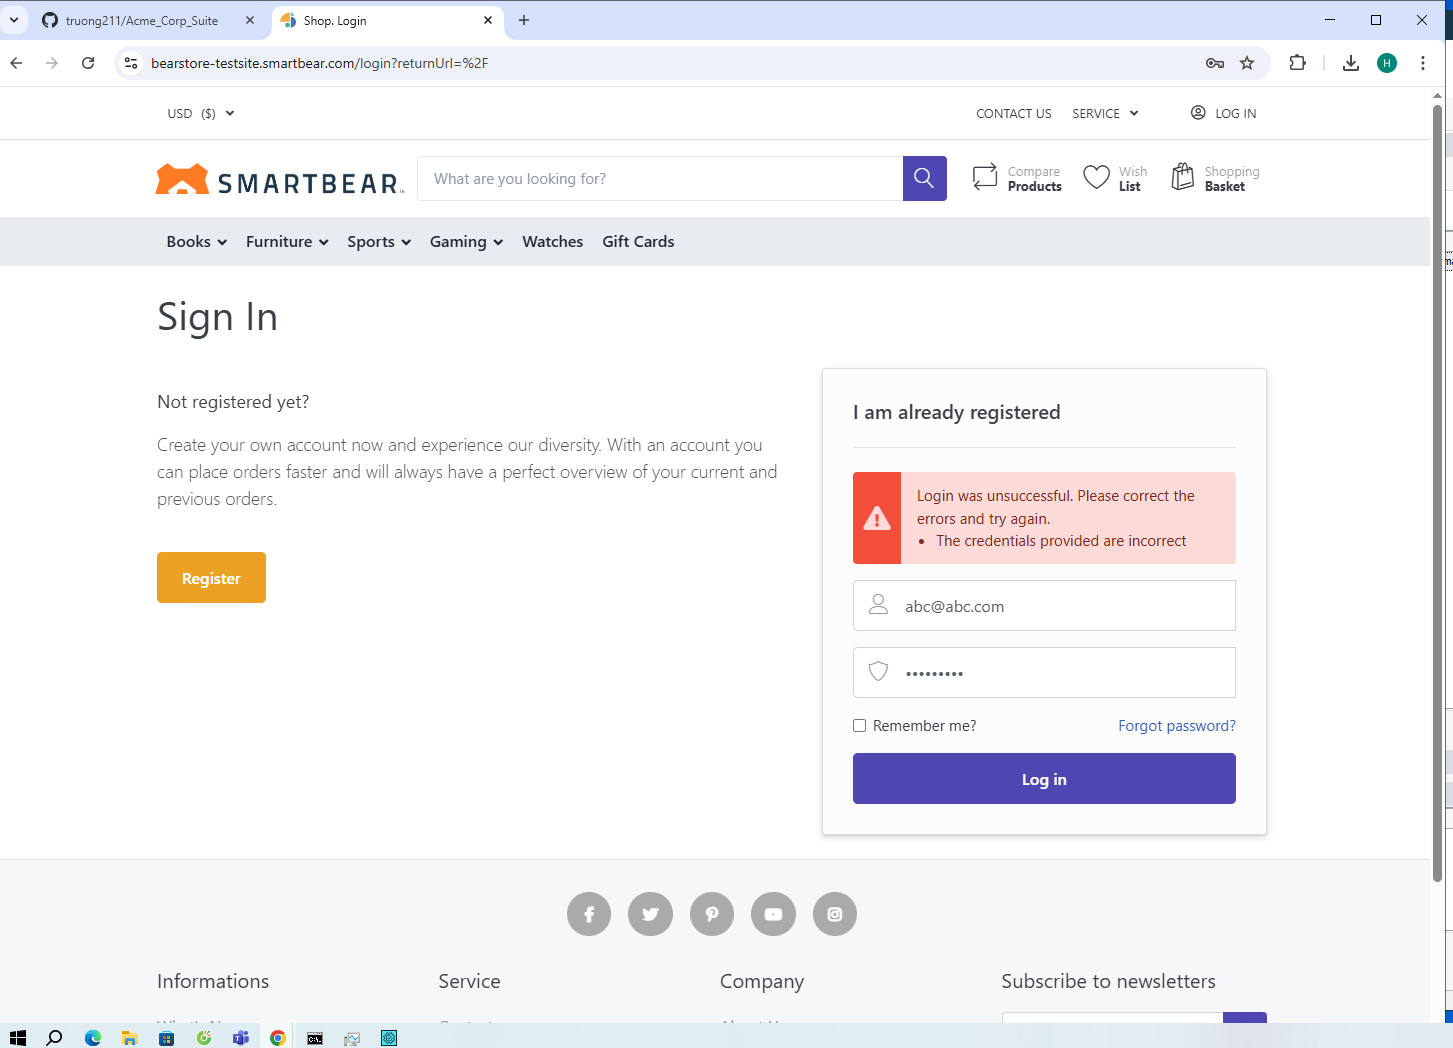 truong211/Acme_Corp_Suite
Shop. Login
bearstore-testsite.smartbear.com/login?returnUrl=%2F
H
USD ($)
CONTACT US
SERVICE
LOG IN
SMARTBEAR
What are you looking for?
Compare
Products
Wish
List
Shopping
Basket
Books
Furniture
Sports
Gaming
Watches
Gift Cards
Sign In
Not registered yet?
Create your own account now and experience our diversity. With an account you
can place orders faster and will always have a perfect overview of your current and
previous orders.
Register
I am already registered
Login was unsuccessful. Please correct the
errors and try again.
• The credentials provided are incorrect
abc@abc.com
•••••••••
Remember me?
Forgot password?
Log in
Informations
Service
Company
Subscribe to newsletters